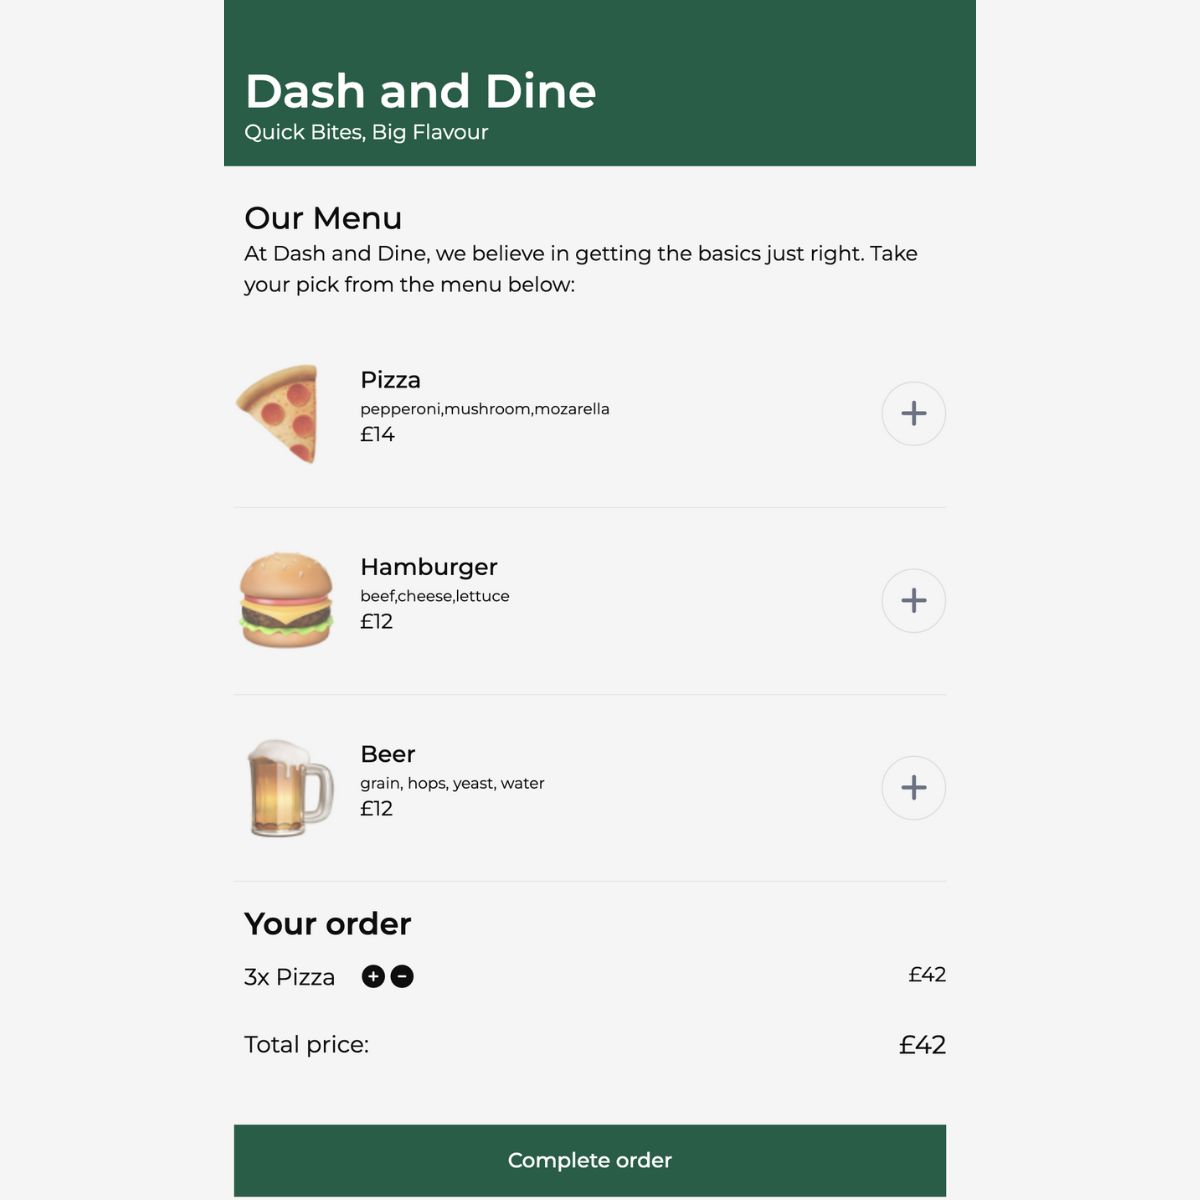 Dash and Dine
Quick Bites, Big Flavour
Our Menu
At Dash and Dine, we believe in getting the basics just right. Take
your pick from the menu below:
Pizza
pepperoni,mushroom,mozarella
£14
Hamburger
beef,cheese,lettuce
£12
Beer
grain, hops, yeast, water
£12
Your order
3x Pizza £42
Total price: £42
Complete order